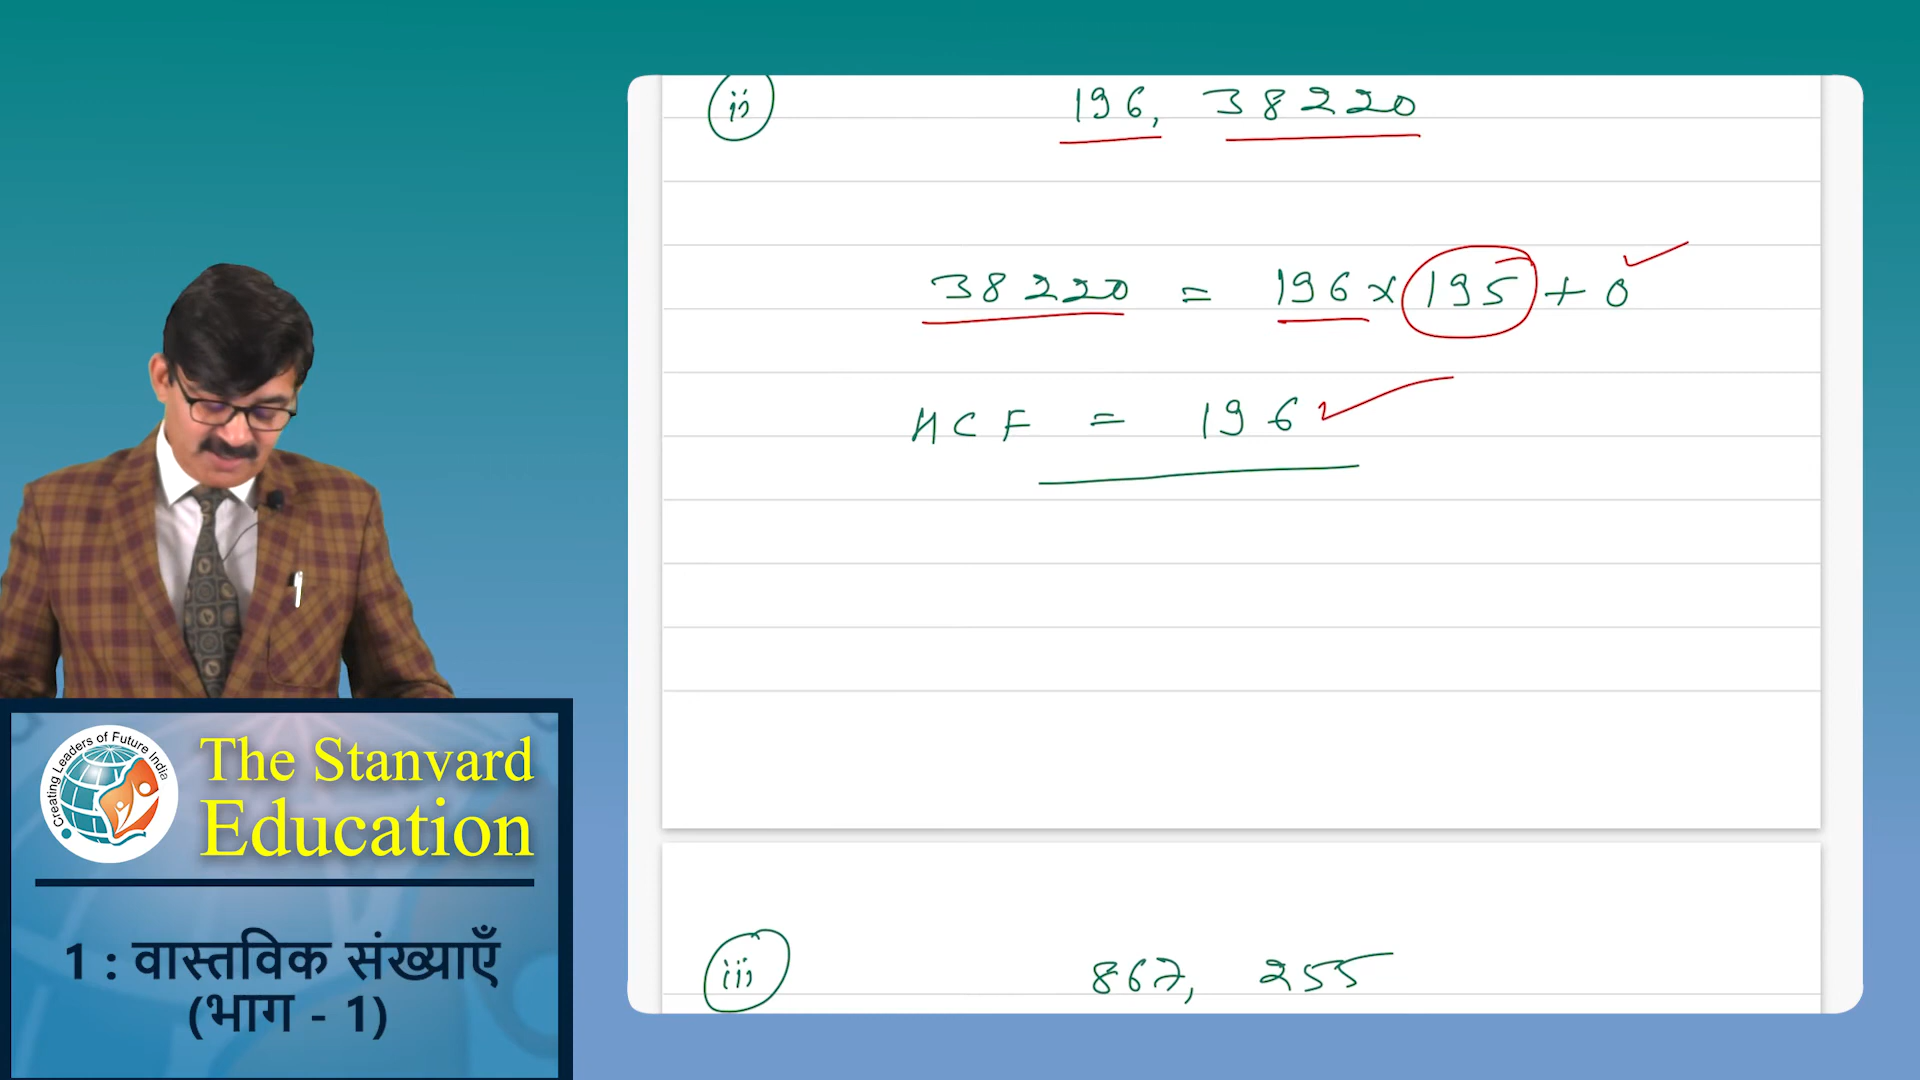 (ii)
196, 38220
38220 = 196 × 195 + 0
HCF = 196
(iii)
867, 255
Creating Leaders of Future India
The Stanvard
Education
1 : वास्तविक संख्याएँ
(भाग - 1)